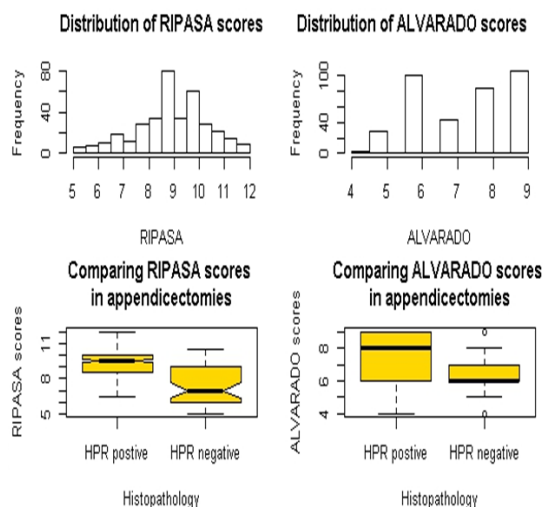 Distribution of RIPASA scores
Frequency
0 40 80
5 6 7 8 9 10 11 12
RIPASA
Distribution of ALVARADO scores
Frequency
0 40 100
4 5 6 7 8 9
ALVARADO
Comparing RIPASA scores
in appendicectomies
RIPASA scores
5 8 11
HPR postive HPR negative
Histopathology
Comparing ALVARADO scores
in appendicectomies
ALVARADO scores
4 6 8
HPR postive HPR negative
Histopathology